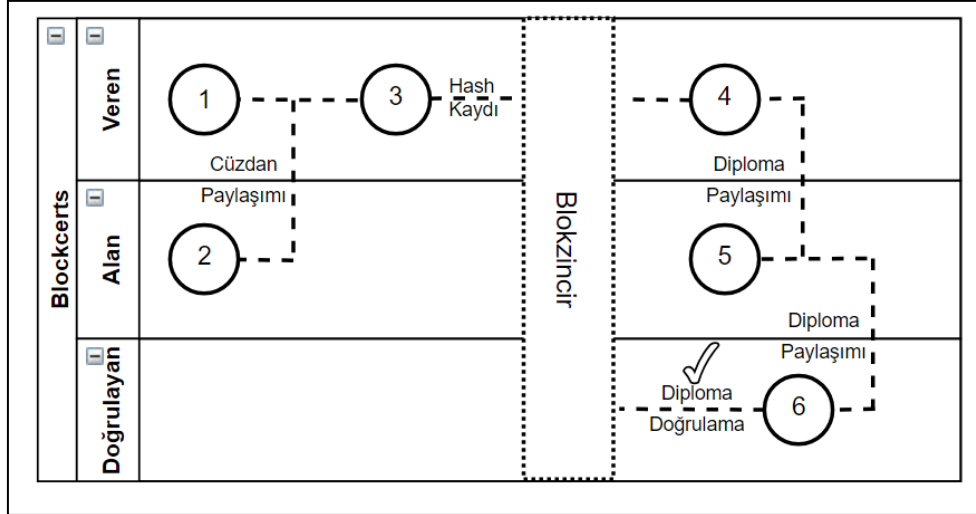 Blockcerts
Veren
1
3
Hash
Kaydı
4
Cüzdan
Paylaşımı
Diploma
Paylaşımı
Alan
2
Blokzincir
5
Diploma
Paylaşımı
Doğrulayan
Diploma
Doğrulama
6